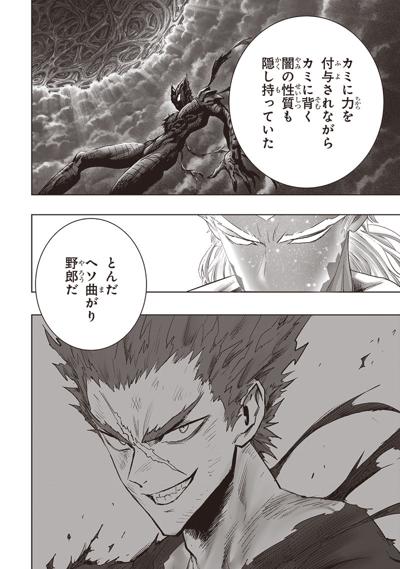 カミに力を
付与されながら
カミに背く
闇の性質も
隠し持っていた
とんだ
ヘソ曲がり
野郎だ